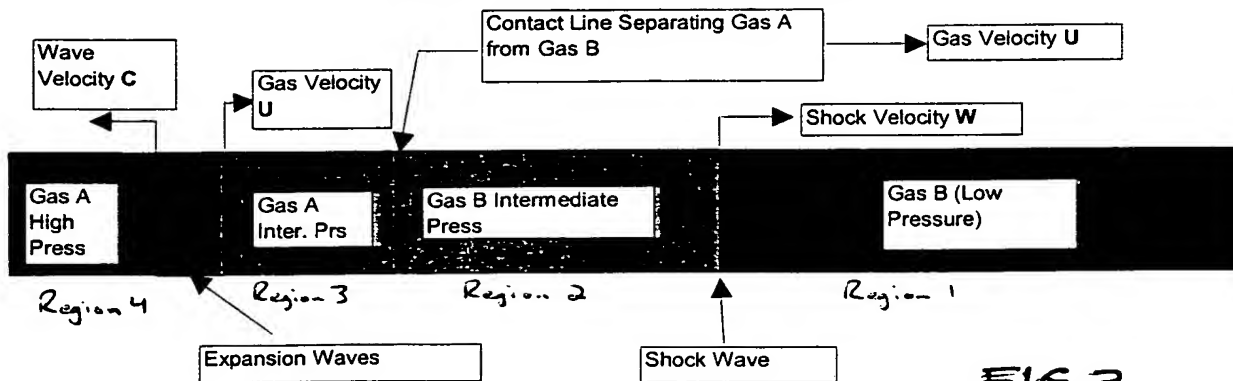 Contact Line Separating Gas A
from Gas B
Gas Velocity U
Wave
Velocity C
Gas Velocity
U
Shock Velocity W
Gas A
High
Press
Gas A
Inter. Prs
Gas B Intermediate
Press
Gas B (Low
Pressure)
Region 4
Region 3
Region 2
Region 1
Expansion Waves
Shock Wave